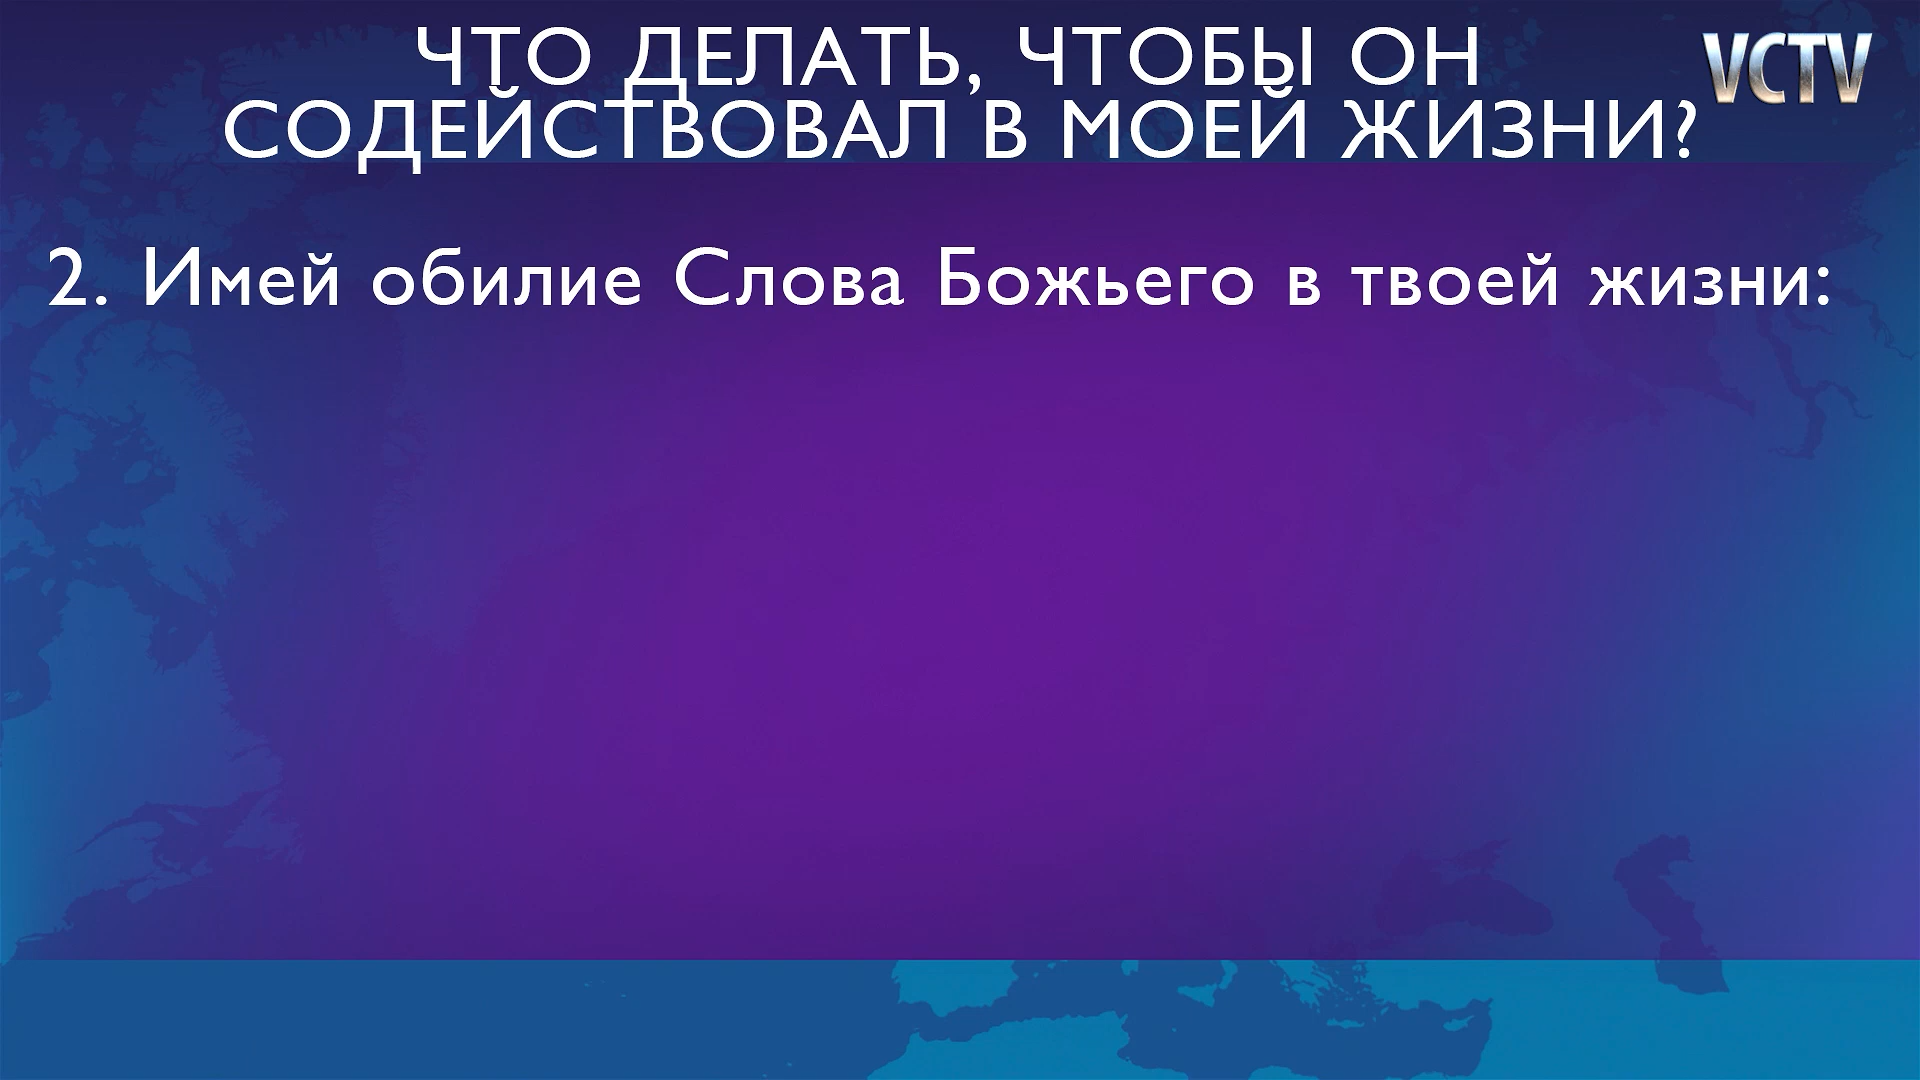 ЧТО ДЕЛАТЬ, ЧТОБЫ ОН
СОДЕЙСТВОВАЛ В МОЕЙ ЖИЗНИ?
VCTV
2. Имей обилие Слова Божьего в твоей жизни: